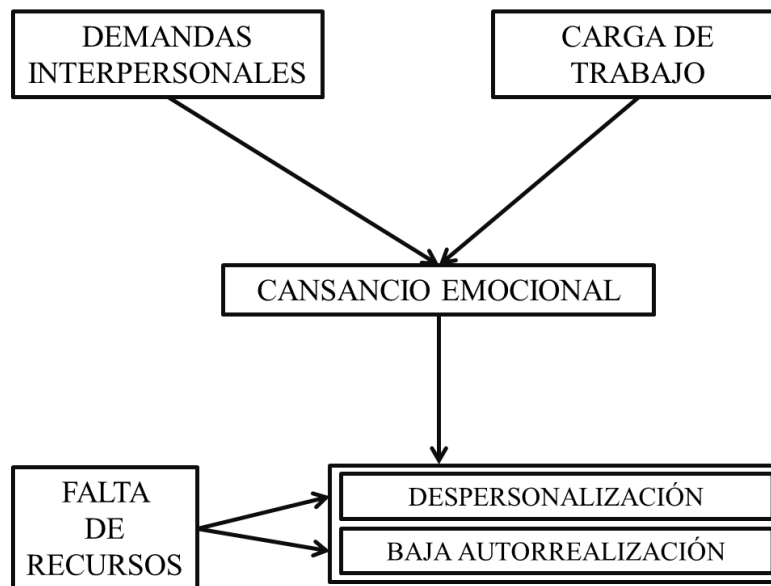 DEMANDAS
INTERPERSONALES
CARGA DE
TRABAJO
CANSANCIO EMOCIONAL
FALTA
DE
RECURSOS
DESPERSONALIZACIÓN
BAJA AUTORREALIZACIÓN